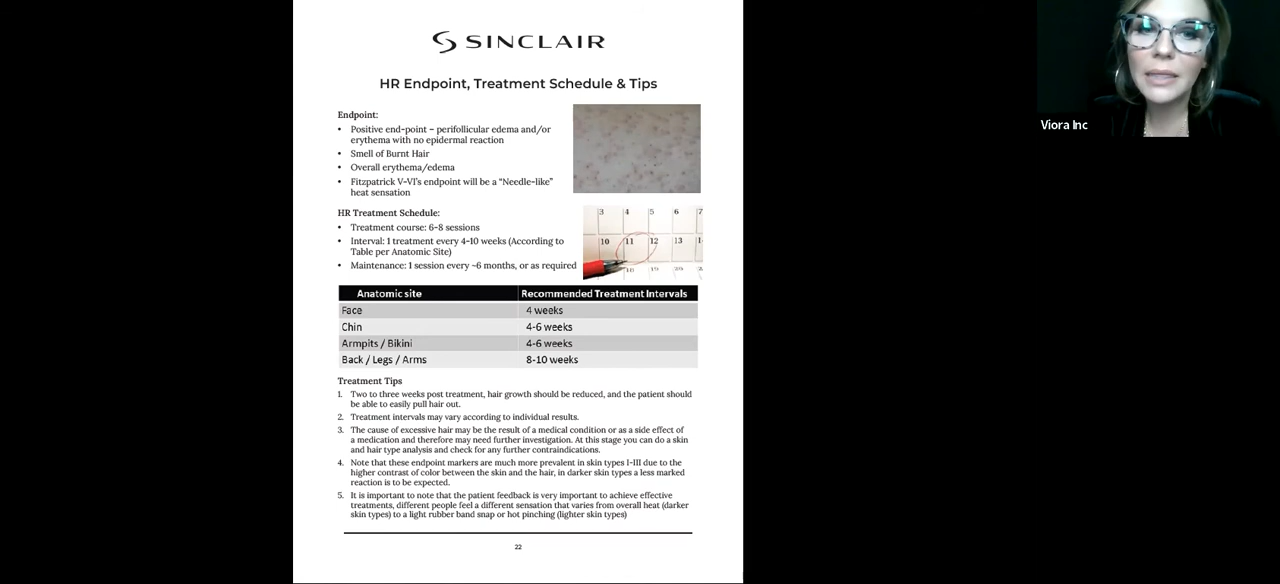 SINCLAIR
HR Endpoint, Treatment Schedule & Tips
Endpoint:
• Positive end-point – perifollicular edema and/or
erythema with no epidermal reaction
• Smell of Burnt Hair
• Overall erythema/edema
• Fitzpatrick V-VI's endpoint will be a "Needle-like"
heat sensation
HR Treatment Schedule:
• Treatment course: 6-8 sessions
• Interval: 1 treatment every 4-10 weeks (According to
Table per Anatomic Site)
• Maintenance: 1 session every ~6 months, or as required
3 4 5 6 7
10 11 12 13
18 19 20
Anatomic site Recommended Treatment Intervals
Face 4 weeks
Chin 4-6 weeks
Armpits / Bikini 4-6 weeks
Back / Legs / Arms 8-10 weeks
Treatment Tips
1. Two to three weeks post treatment, hair growth should be reduced, and the patient should
be able to easily pull hair out.
2. Treatment intervals may vary according to individual results.
3. The cause of excessive hair may be the result of a medical condition or as a side effect of
a medication and therefore may need further investigation. At this stage you can do a skin
and hair type analysis and check for any further contraindications.
4. Note that these endpoint markers are much more prevalent in skin types I-III due to the
higher contrast of color between the skin and the hair, in darker skin types a less marked
reaction is to be expected.
5. It is important to note that the patient feedback is very important to achieve effective
treatments, different people feel a different sensation that varies from overall heat (darker
skin types) to a light rubber band snap or hot pinching (lighter skin types)
22
Viora Inc